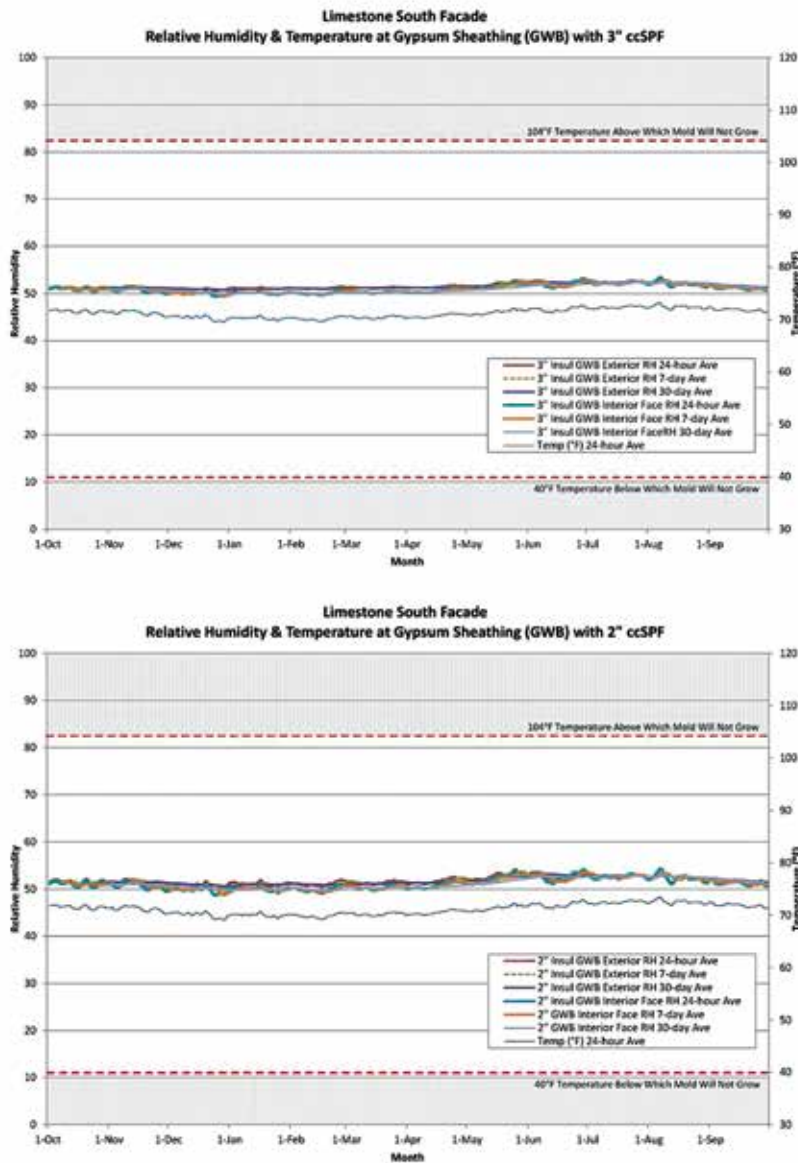 Limestone South Facade
Relative Humidity & Temperature at Gypsum Sheathing (GWB) with 3" ccSPF
100
90
80
70
60
50
40
30
20
10
0
Relative Humidity
120
110
100
90
80
70
60
50
40
30
Temperature (°F)
104°F Temperature Above Which Mold Will Not Grow
3" Insul GWB Exterior RH 24-hour Ave
3" Insul GWB Exterior RH 7-day Ave
3" Insul GWB Exterior RH 30-day Ave
3" Insul GWB Interior Face RH 24-hour Ave
3" Insul GWB Interior Face RH 7-day Ave
3" Insul GWB Interior FaceRH 30-day Ave
Temp (°F) 24-hour Ave
40°F Temperature Below Which Mold Will Not Grow
1-Oct 1-Nov 1-Dec 1-Jan 1-Feb 1-Mar 1-Apr 1-May 1-Jun 1-Jul 1-Aug 1-Sep
Month
Limestone South Facade
Relative Humidity & Temperature at Gypsum Sheathing (GWB) with 2" ccSPF
100
90
80
70
60
50
40
30
20
10
0
Relative Humidity
120
110
100
90
80
70
60
50
40
30
Temperature (°F)
104°F Temperature Above Which Mold Will Not Grow
2" Insul GWB Exterior RH 24-hour Ave
2" Insul GWB Exterior RH 7-day Ave
2" Insul GWB Exterior RH 30-day Ave
2" Insul GWB Interior Face RH 24-hour Ave
2" GWB Interior Face RH 7-day Ave
2" GWB Interior Face RH 30-day Ave
Temp (°F) 24-hour Ave
40°F Temperature Below Which Mold Will Not Grow
1-Oct 1-Nov 1-Dec 1-Jan 1-Feb 1-Mar 1-Apr 1-May 1-Jun 1-Jul 1-Aug 1-Sep
Month